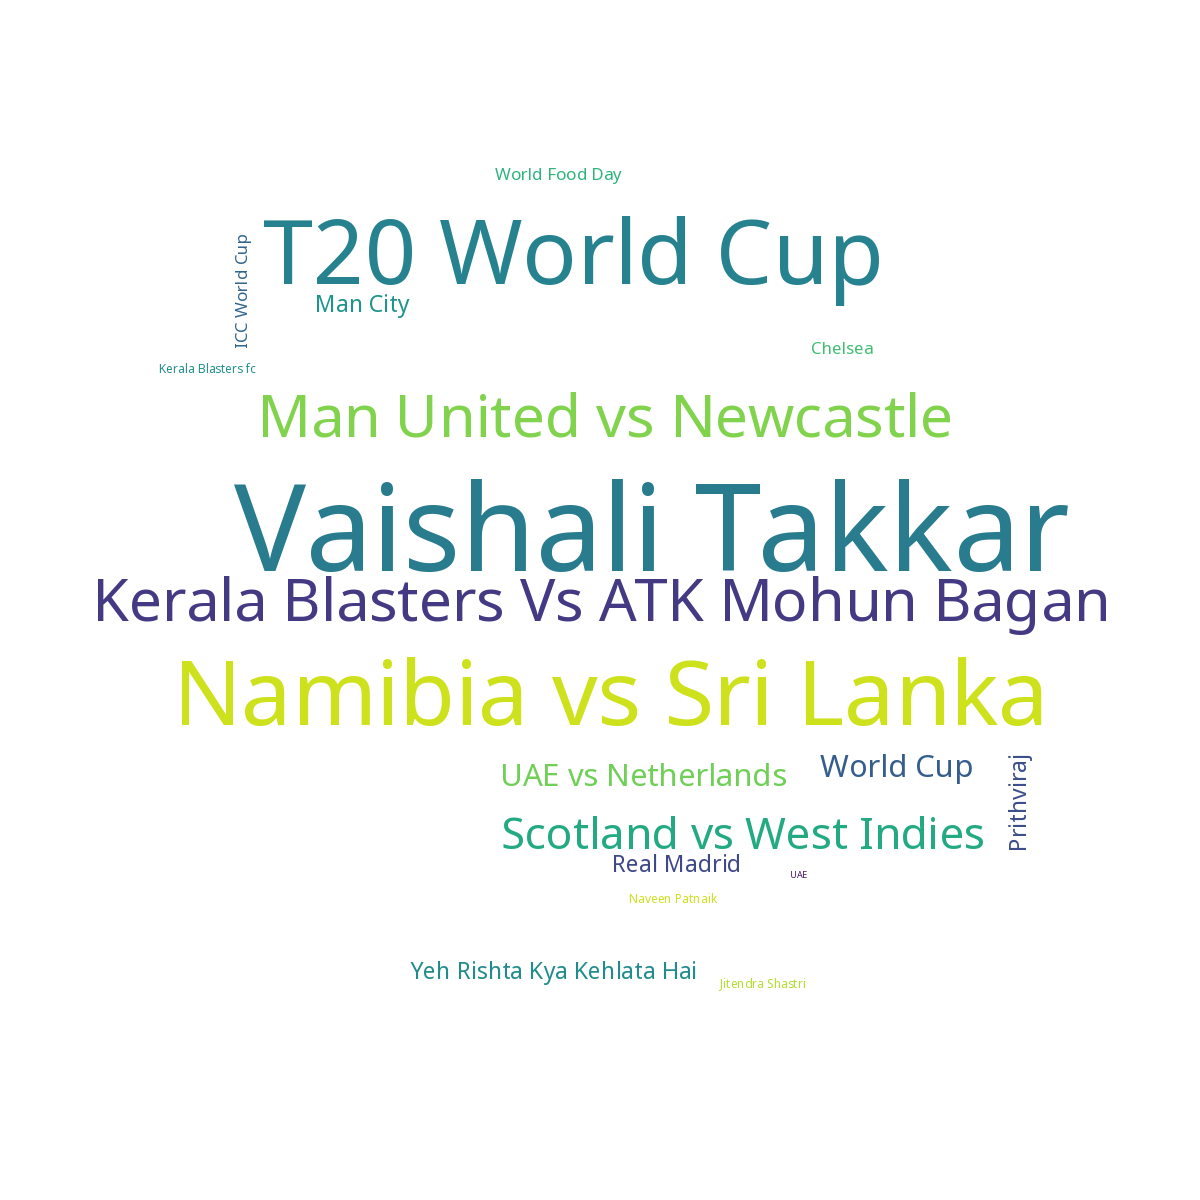 World Food Day
T20 World Cup
ICC World Cup
Man City
Chelsea
Kerala Blasters fc
Man United vs Newcastle
Vaishali Takkar
Kerala Blasters Vs ATK Mohun Bagan
Namibia vs Sri Lanka
UAE vs Netherlands
World Cup
Prithviraj
Scotland vs West Indies
Real Madrid
UAE
Naveen Patnaik
Yeh Rishta Kya Kehlata Hai
Jitendra Shastri